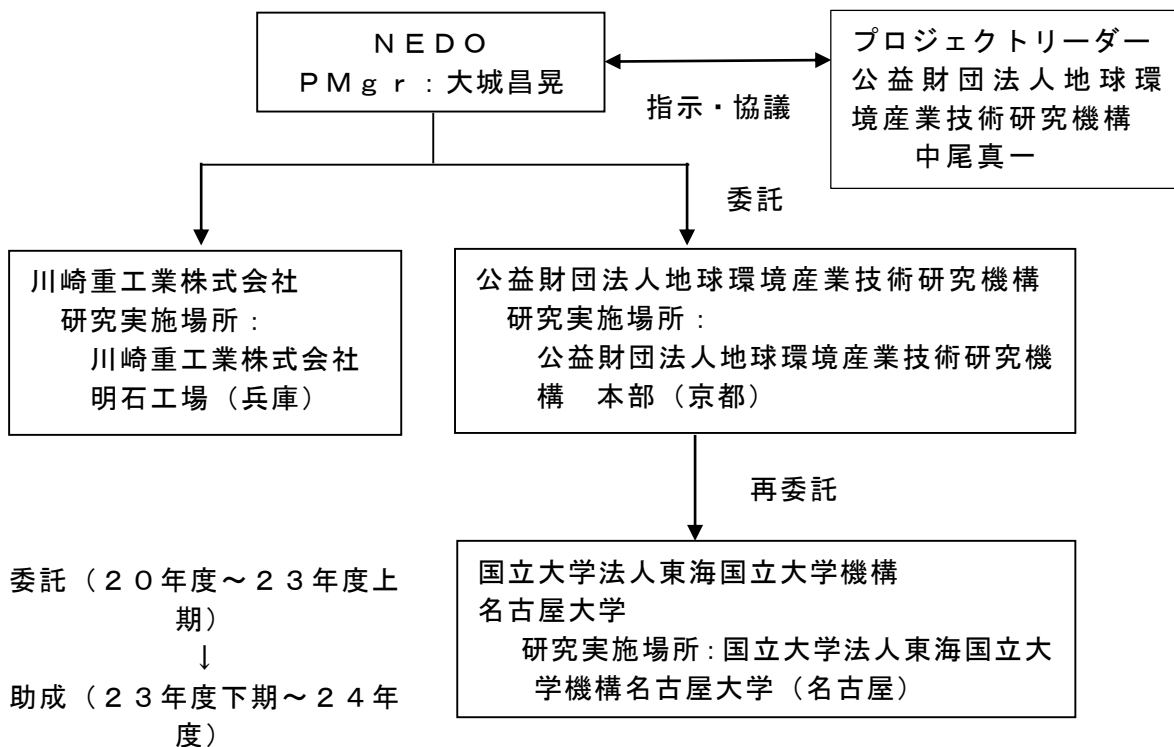 ＮＥＤＯ
ＰＭｇｒ：大城昌晃
指示・協議
プロジェクトリーダー
公益財団法人地球環
境産業技術研究機構
中尾真一
委託
川崎重工業株式会社
研究実施場所：
川崎重工業株式会社
明石工場（兵庫）
公益財団法人地球環境産業技術研究機構
研究実施場所：
公益財団法人地球環境産業技術研究機
構　本部（京都）
再委託
国立大学法人東海国立大学機構
名古屋大学
研究実施場所：国立大学法人東海国立大
学機構名古屋大学（名古屋）
委託（２０年度～２３年度上
期）
↓
助成（２３年度下期～２４年
度）